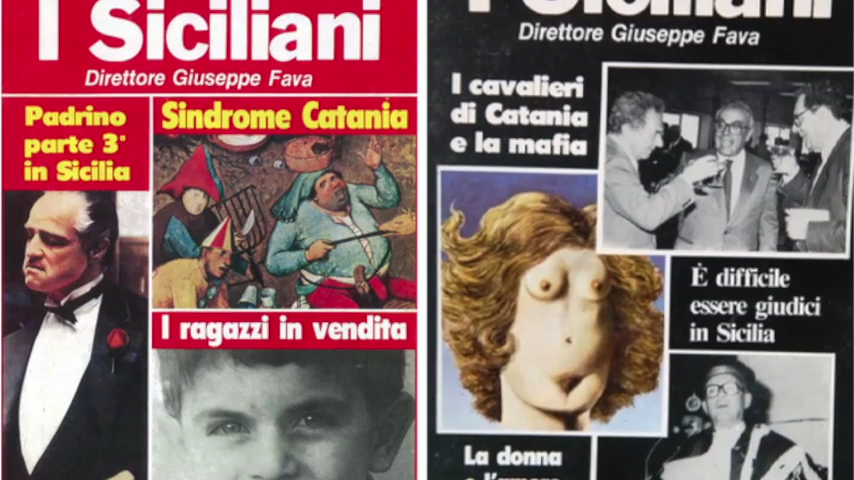 I Siciliani
Direttore Giuseppe Fava
Padrino
parte 3ª
in Sicilia
Sindrome Catania
I ragazzi in vendita
I Siciliani
Direttore Giuseppe Fava
I cavalieri
di Catania
e la mafia
È difficile
essere giudici
in Sicilia
La donna
e l'amore